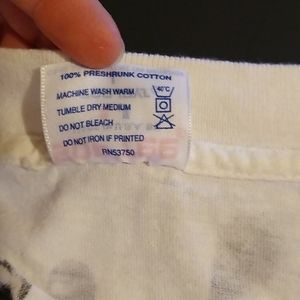 100% PRESHRUNK COTTON
MACHINE WASH WARM
40°C
TUMBLE DRY MEDIUM
DO NOT BLEACH
DO NOT IRON IF PRINTED
RN53750